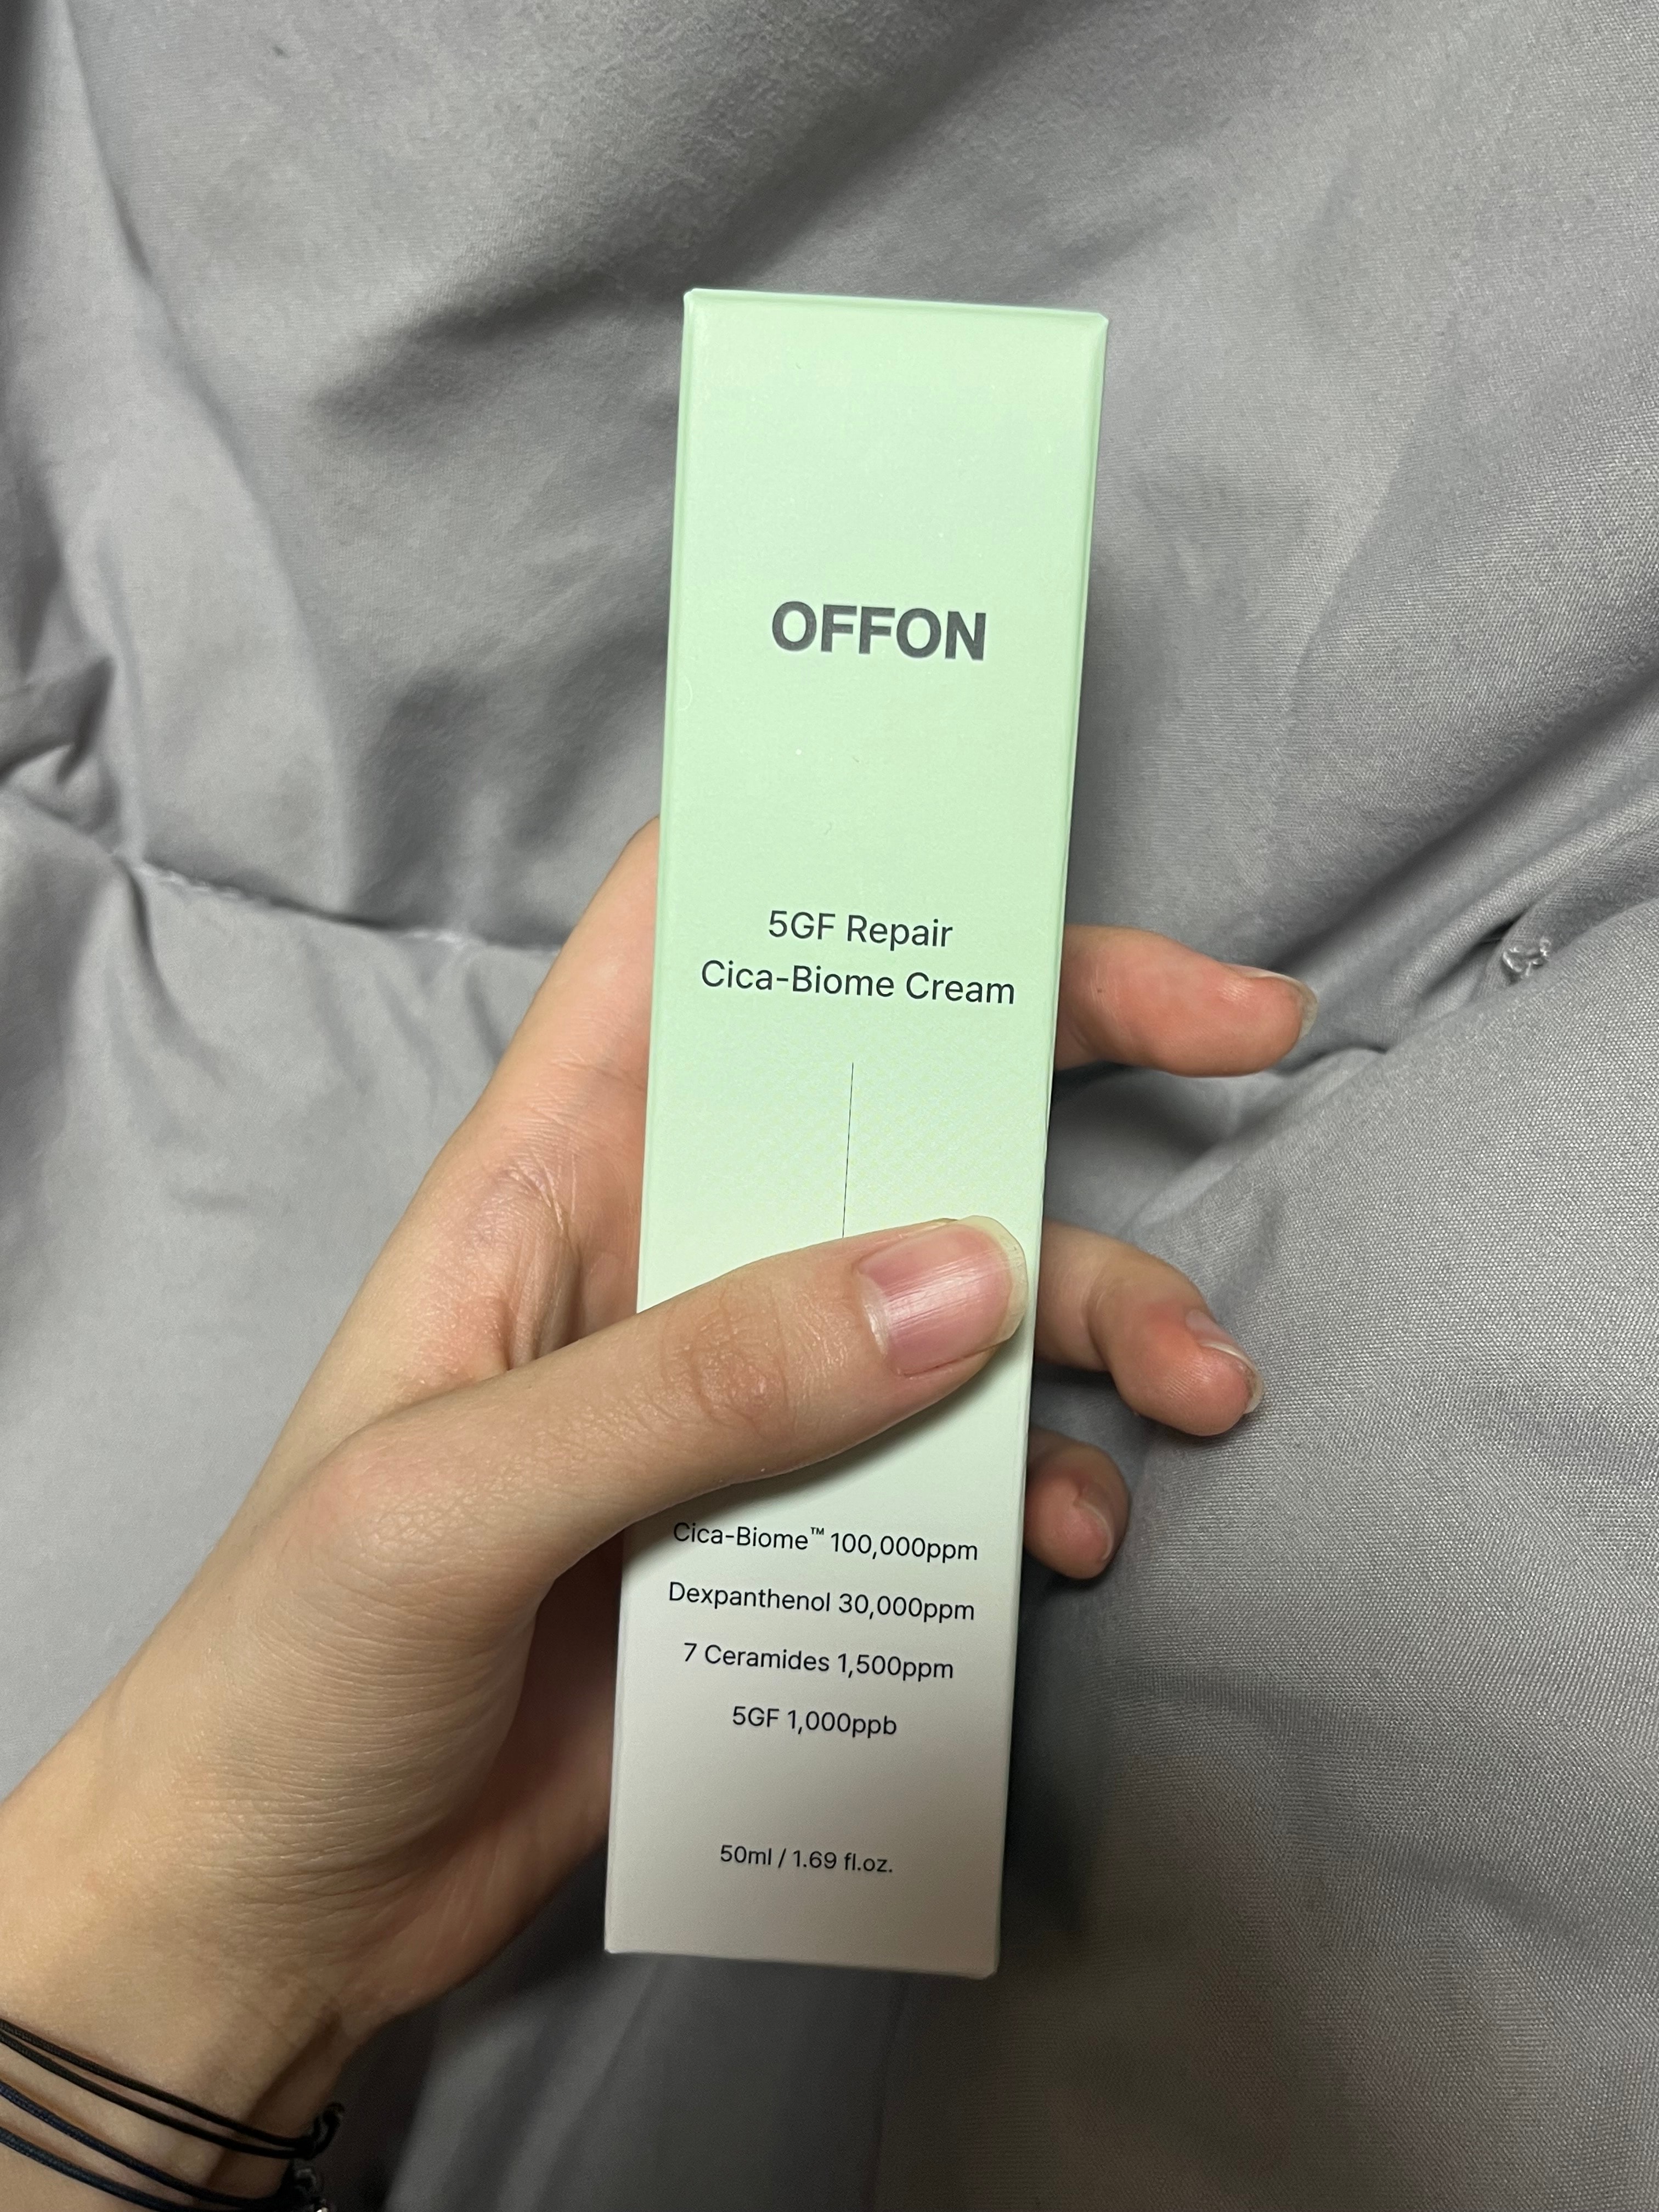 OFFON
5GF Repair
Cica-Biome Cream
Cica-Biome™ 100,000ppm
Dexpanthenol 30,000ppm
7 Ceramides 1,500ppm
5GF 1,000ppb
50ml / 1.69 fl.oz.